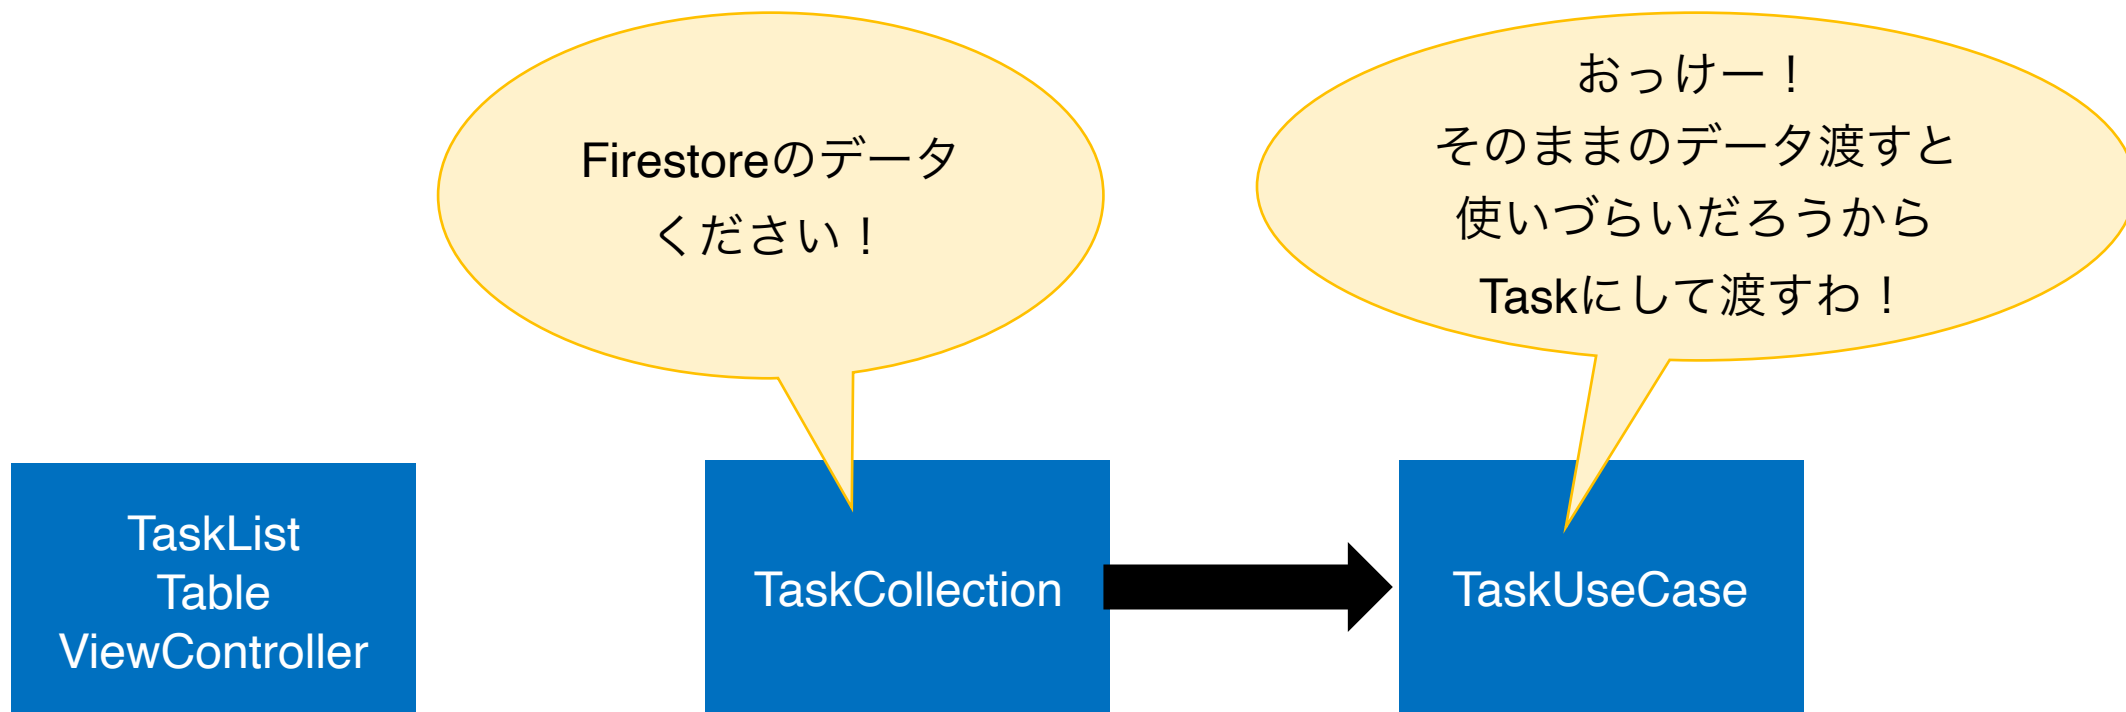 Firestoreのデータ
ください！
おっけー！
そのままのデータ渡すと
使いづらいだろうから
Taskにして渡すわ！
TaskList
Table
ViewController
TaskCollection
TaskUseCase